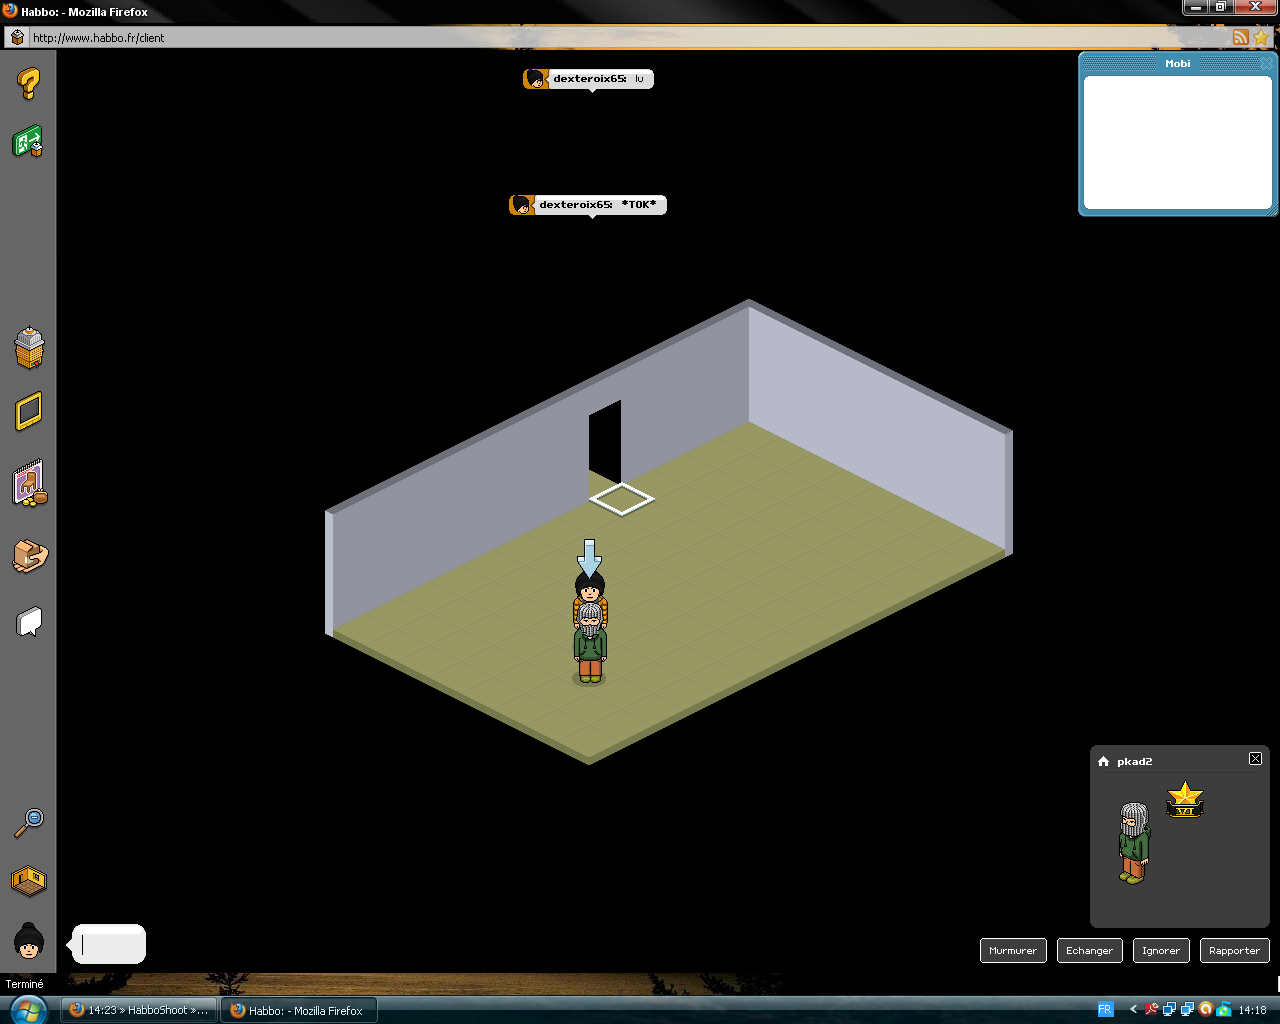 Habbo: - Mozilla Firefox
http://www.habbo.fr/client
Mobi
dexteroix65: lu
dexteroix65: *TOK*
pkad2
VI
Murmurer
Echanger
Ignorer
Rapporter
Terminé
14:23 » HabboShoot »...
Habbo: - Mozilla Firefox
FR
14:18